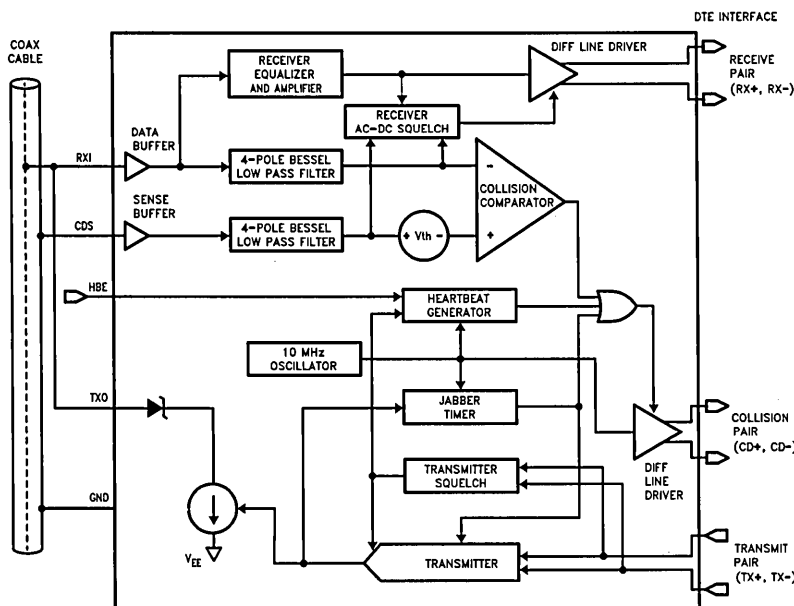 DTE INTERFACE
COAX
CABLE
RECEIVER
EQUALIZER
AND AMPLIFIER
DIFF LINE DRIVER
RECEIVE
PAIR
(RX+, RX-)
RECEIVER
AC-DC SQUELCH
DATA
BUFFER
RXI
4-POLE BESSEL
LOW PASS FILTER
-
COLLISION
COMPARATOR
SENSE
BUFFER
CDS
4-POLE BESSEL
LOW PASS FILTER
+ Vth -
+
HBE
HEARTBEAT
GENERATOR
10 MHz
OSCILLATOR
TXO
JABBER
TIMER
COLLISION
PAIR
(CD+, CD-)
DIFF
LINE
DRIVER
TRANSMITTER
SQUELCH
GND
VEE
TRANSMITTER
TRANSMIT
PAIR
(TX+, TX-)